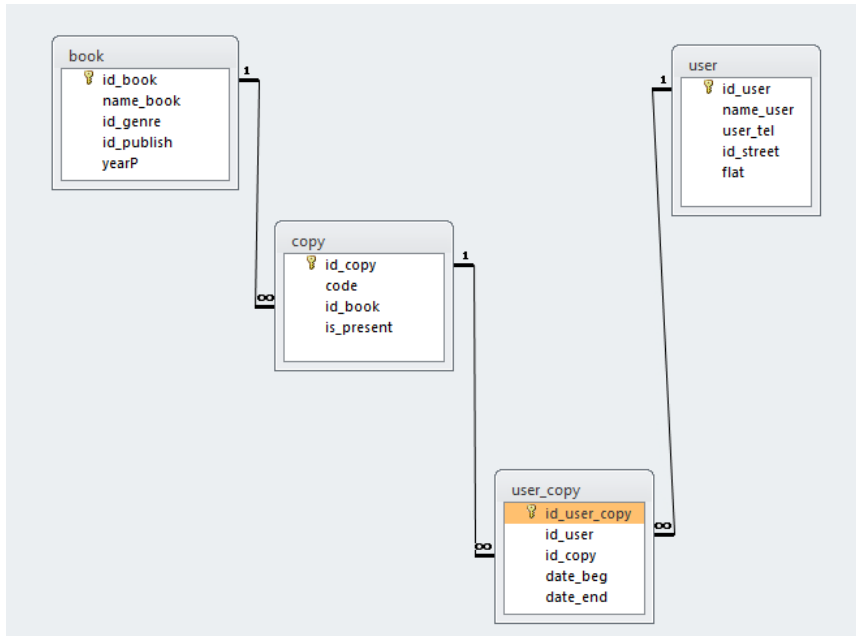 book
id_book
name_book
id_genre
id_publish
yearP
1
∞
copy
id_copy
code
id_book
is_present
1
∞
user
id_user
name_user
user_tel
id_street
flat
1
∞
user_copy
id_user_copy
id_user
id_copy
date_beg
date_end